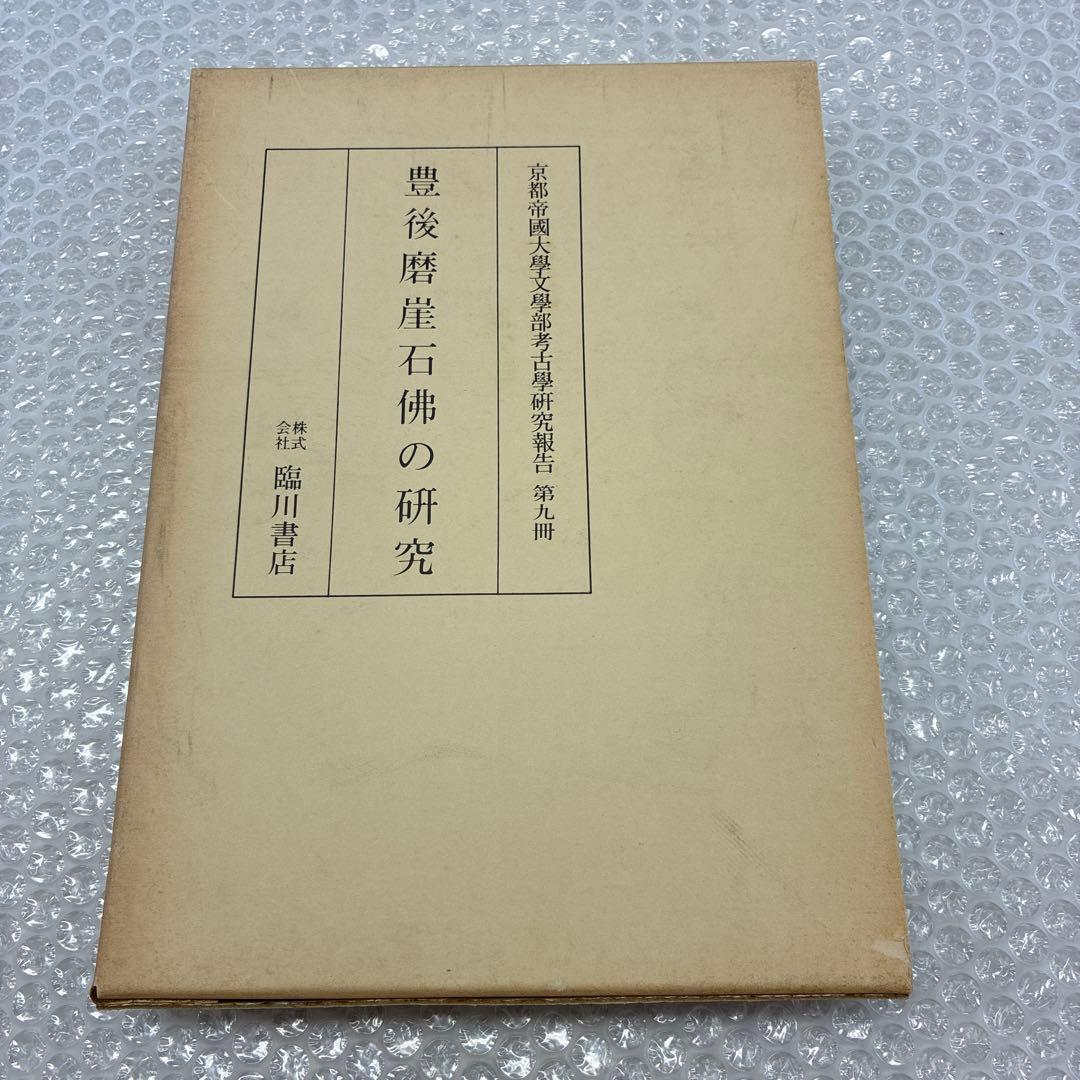 京都帝國大學文學部考古學研究報告 第九冊
豊後磨崖石佛の研究
株式会社 臨川書店